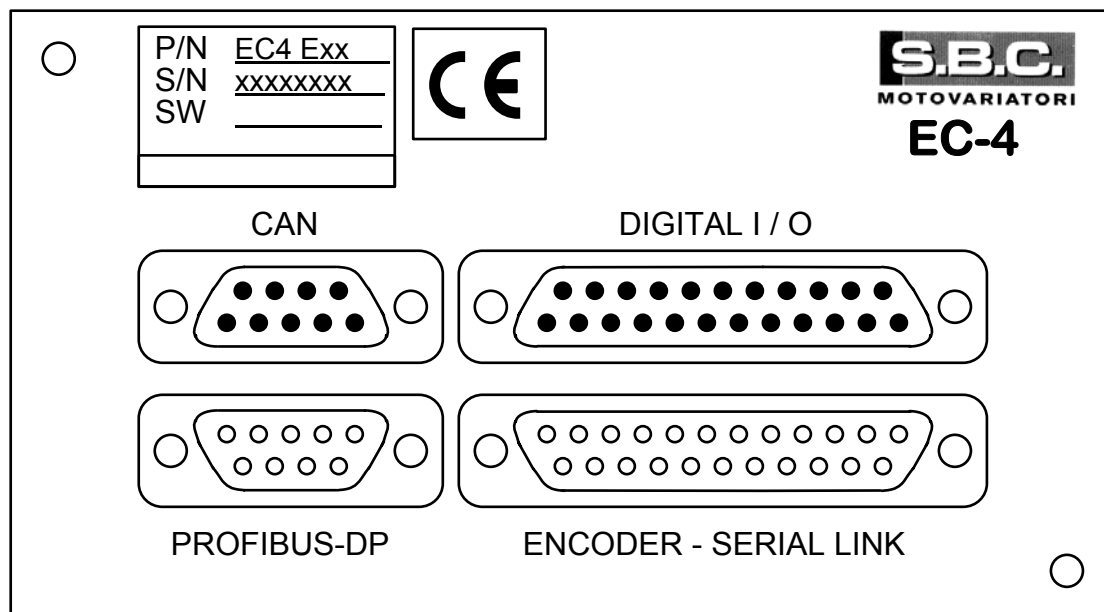 P/N EC4 Exx
S/N xxxxxxxx
SW
CE
S.B.C.
MOTOVARIATORI
EC-4
CAN
DIGITAL I / O
PROFIBUS-DP
ENCODER - SERIAL LINK